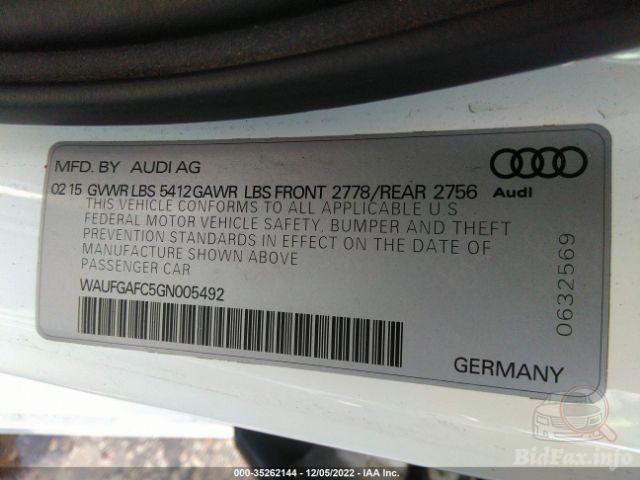 MFD. BY AUDI AG
02 15 GVWR LBS 5412 GAWR LBS FRONT 2778/REAR 2756
Audi
THIS VEHICLE CONFORMS TO ALL APPLICABLE U S
FEDERAL MOTOR VEHICLE SAFETY, BUMPER AND THEFT
PREVENTION STANDARDS IN EFFECT ON THE DATE OF
MANUFACTURE SHOWN ABOVE
PASSENGER CAR
WAUFGAFC5GN005492
0632569
GERMANY
BidFax.info
000-35262144 - 12/05/2022 - IAA Inc.